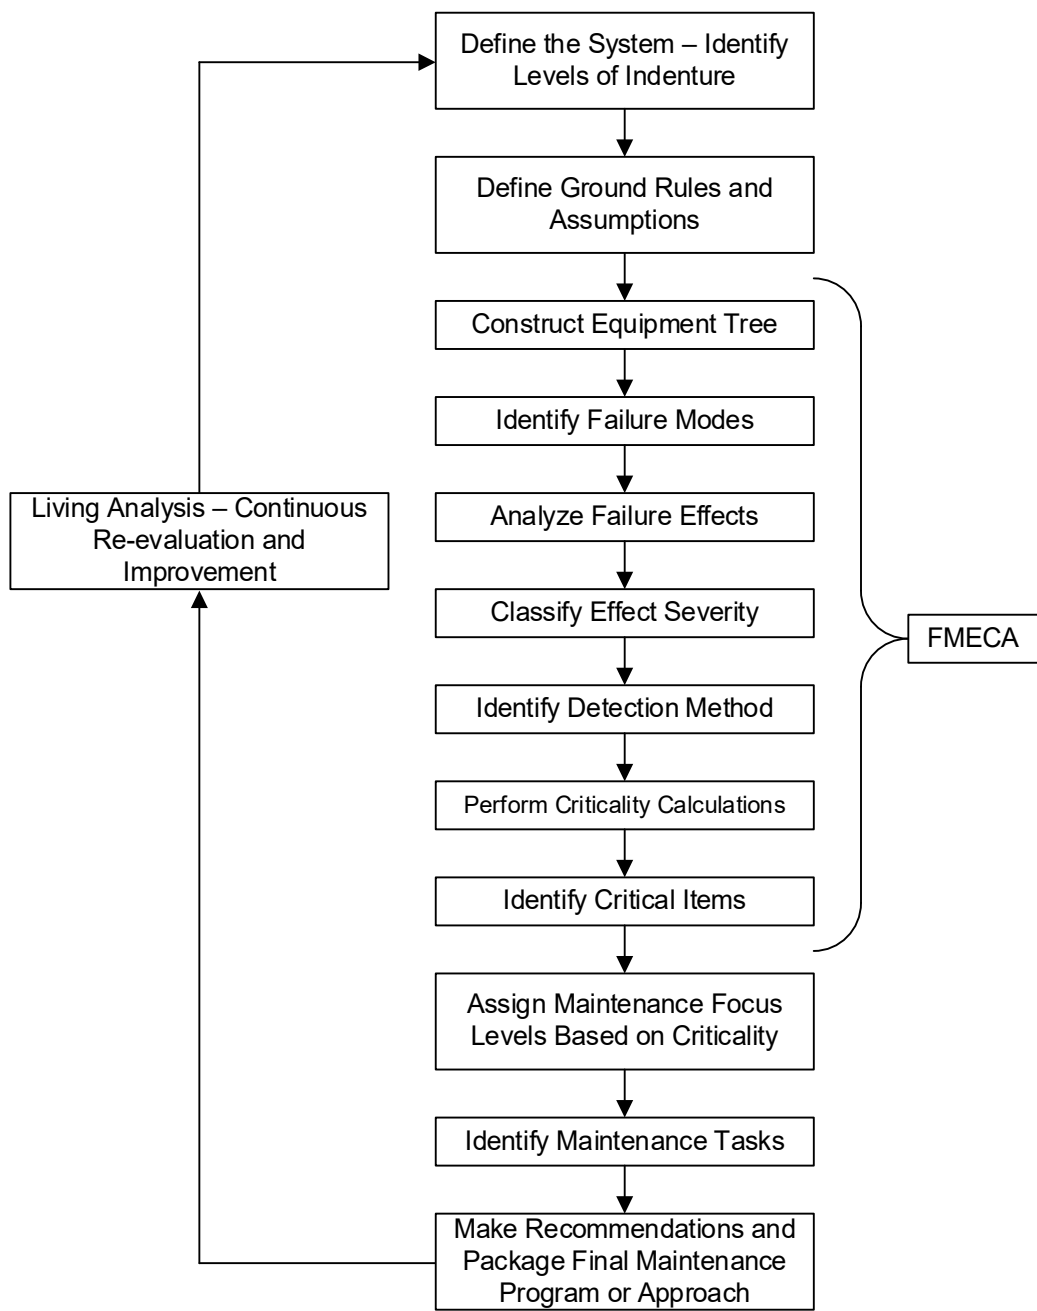 Define the System – Identify
Levels of Indenture
Define Ground Rules and
Assumptions
Construct Equipment Tree
Identify Failure Modes
Analyze Failure Effects
Living Analysis – Continuous
Re-evaluation and
Improvement
Classify Effect Severity
FMECA
Identify Detection Method
Perform Criticality Calculations
Identify Critical Items
Assign Maintenance Focus
Levels Based on Criticality
Identify Maintenance Tasks
Make Recommendations and
Package Final Maintenance
Program or Approach